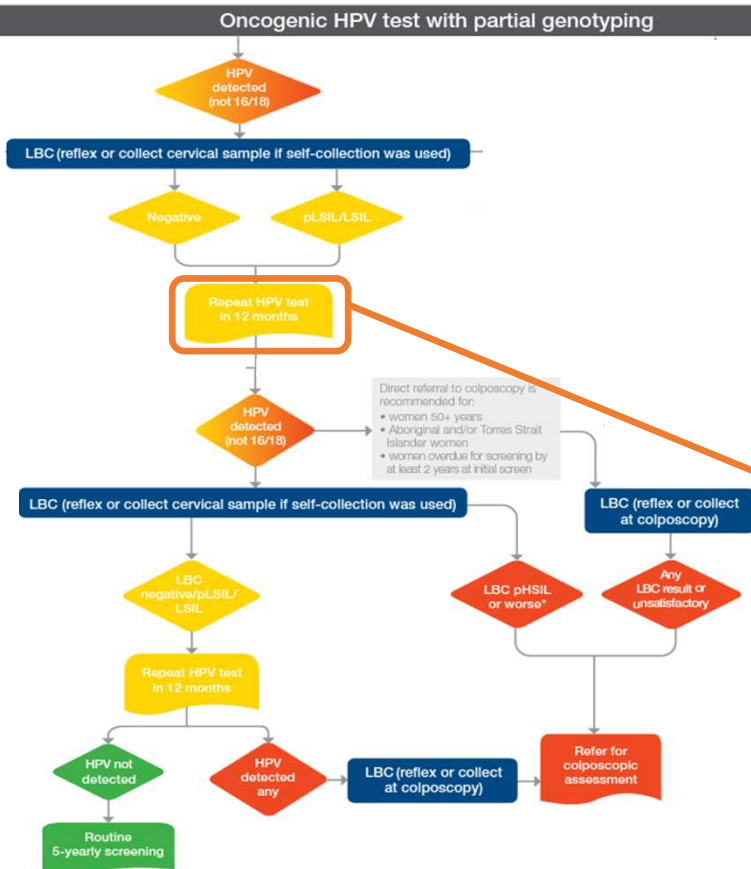 Oncogenic HPV test with partial genotyping
HPV
detected
(not 16/18)
LBC (reflex or collect cervical sample if self-collection was used)
Negative
pLSIL/LSIL
Repeat HPV test
in 12 months
HPV
detected
(not 16/18)
Direct referral to colposcopy is
recommended for:
• women 50+ years
• Aboriginal and/or Torres Strait
Islander women
• women overdue for screening by
at least 2 years at initial screen
LBC (reflex or collect cervical sample if self-collection was used)
LBC (reflex or collect
at colposcopy)
LBC
negative/pLSIL/
LSIL
LBC pHSIL
or worse*
Any
LBC result or
unsatisfactory
Repeat HPV test
in 12 months
HPV not
detected
HPV
detected
any
LBC (reflex or collect
at colposcopy)
Refer for
colposcopic
assessment
Routine
5-yearly screening